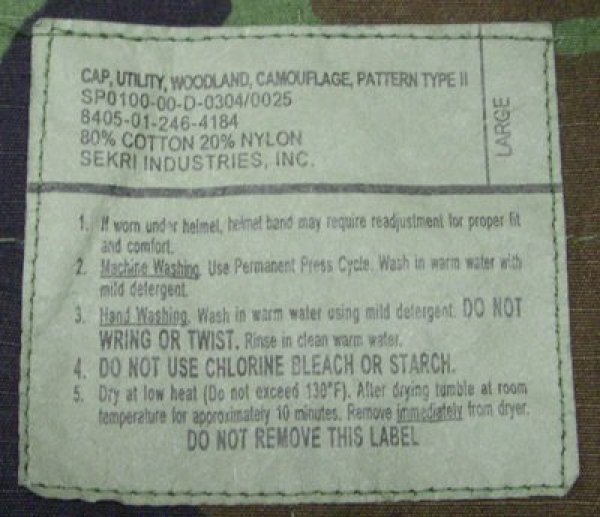 CAP, UTILITY, WOODLAND, CAMOUFLAGE, PATTERN TYPE II
SP0100-00-D-0304/0025
8405-01-246-4184
80% COTTON 20% NYLON
SEKRI INDUSTRIES, INC.
LARGE
1. If worn under helmet, helmet band may require readjustment for proper fit
and comfort.
2. Machine Washing. Use Permanent Press Cycle. Wash in warm water with
mild detergent.
3. Hand Washing. Wash in warm water using mild detergent. DO NOT
WRING OR TWIST. Rinse in clean warm water.
4. DO NOT USE CHLORINE BLEACH OR STARCH.
5. Dry at low heat (Do not exceed 130°F). After drying tumble at room
temperature for approximately 10 minutes. Remove immediately from dryer.
DO NOT REMOVE THIS LABEL